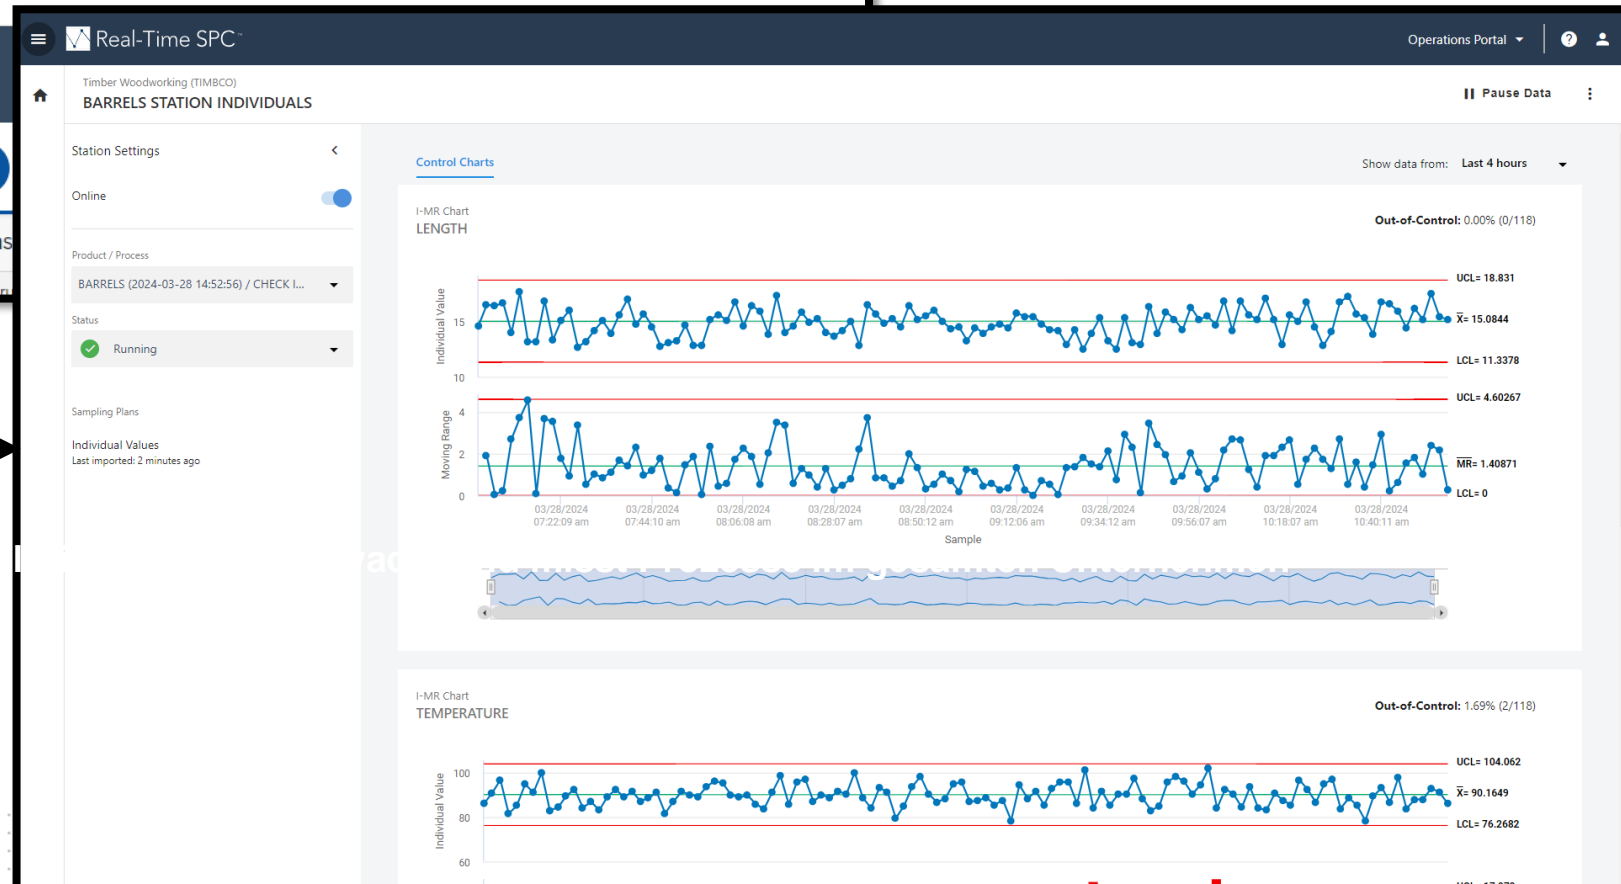 Real-Time SPC™
Operations Portal
Timber Woodworking (TIMBCO)
BARRELS STATION INDIVIDUALS
Pause Data
Station Settings
Online
Product / Process
BARRELS (2024-03-28 14:52:56) / CHECK I...
Status
Running
Sampling Plans
Individual Values
Last imported: 2 minutes ago
Control Charts
Show data from: Last 4 hours
I-MR Chart
LENGTH
Out-of-Control: 0.00% (0/118)
Individual Value
15
10
UCL= 18.831
X= 15.0844
LCL= 11.3378
Moving Range
4
2
0
UCL= 4.60267
MR= 1.40871
LCL= 0
03/28/2024 03/28/2024 03/28/2024 03/28/2024 03/28/2024 03/28/2024 03/28/2024 03/28/2024 03/28/2024 03/28/2024
07:22:09 am 07:44:10 am 08:06:08 am 08:28:07 am 08:50:12 am 09:12:06 am 09:34:12 am 09:56:07 am 10:18:07 am 10:40:11 am
Sample
I-MR Chart
TEMPERATURE
Out-of-Control: 1.69% (2/118)
Individual Value
100
80
60
UCL= 104.062
X= 90.1649
LCL= 76.2682